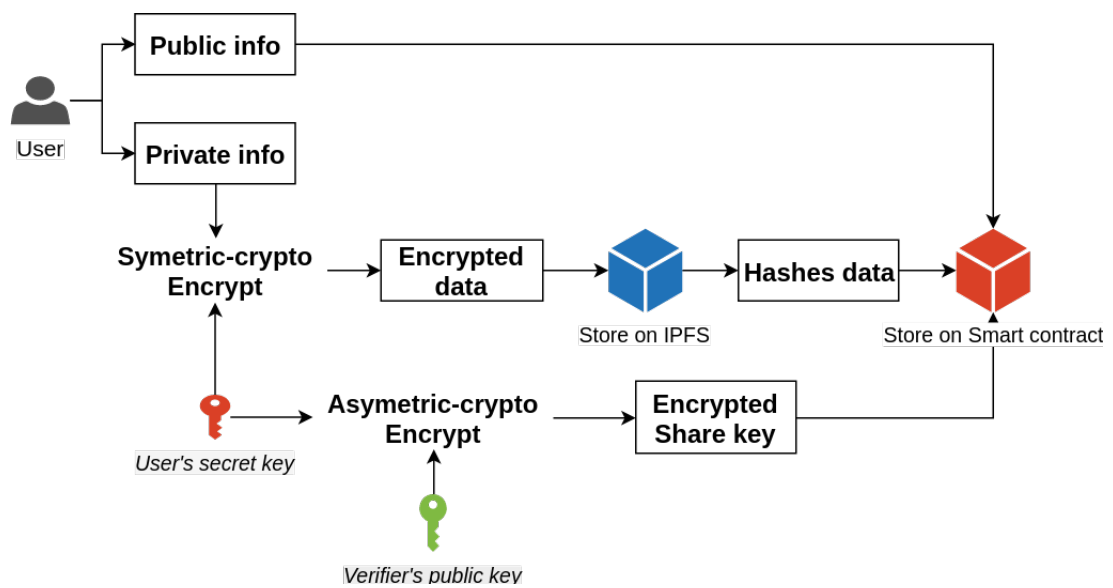 Public info
User
Private info
Symetric-crypto
Encrypt
Encrypted
data
Store on IPFS
Hashes data
Store on Smart contract
User's secret key
Asymetric-crypto
Encrypt
Encrypted
Share key
Verifier's public key